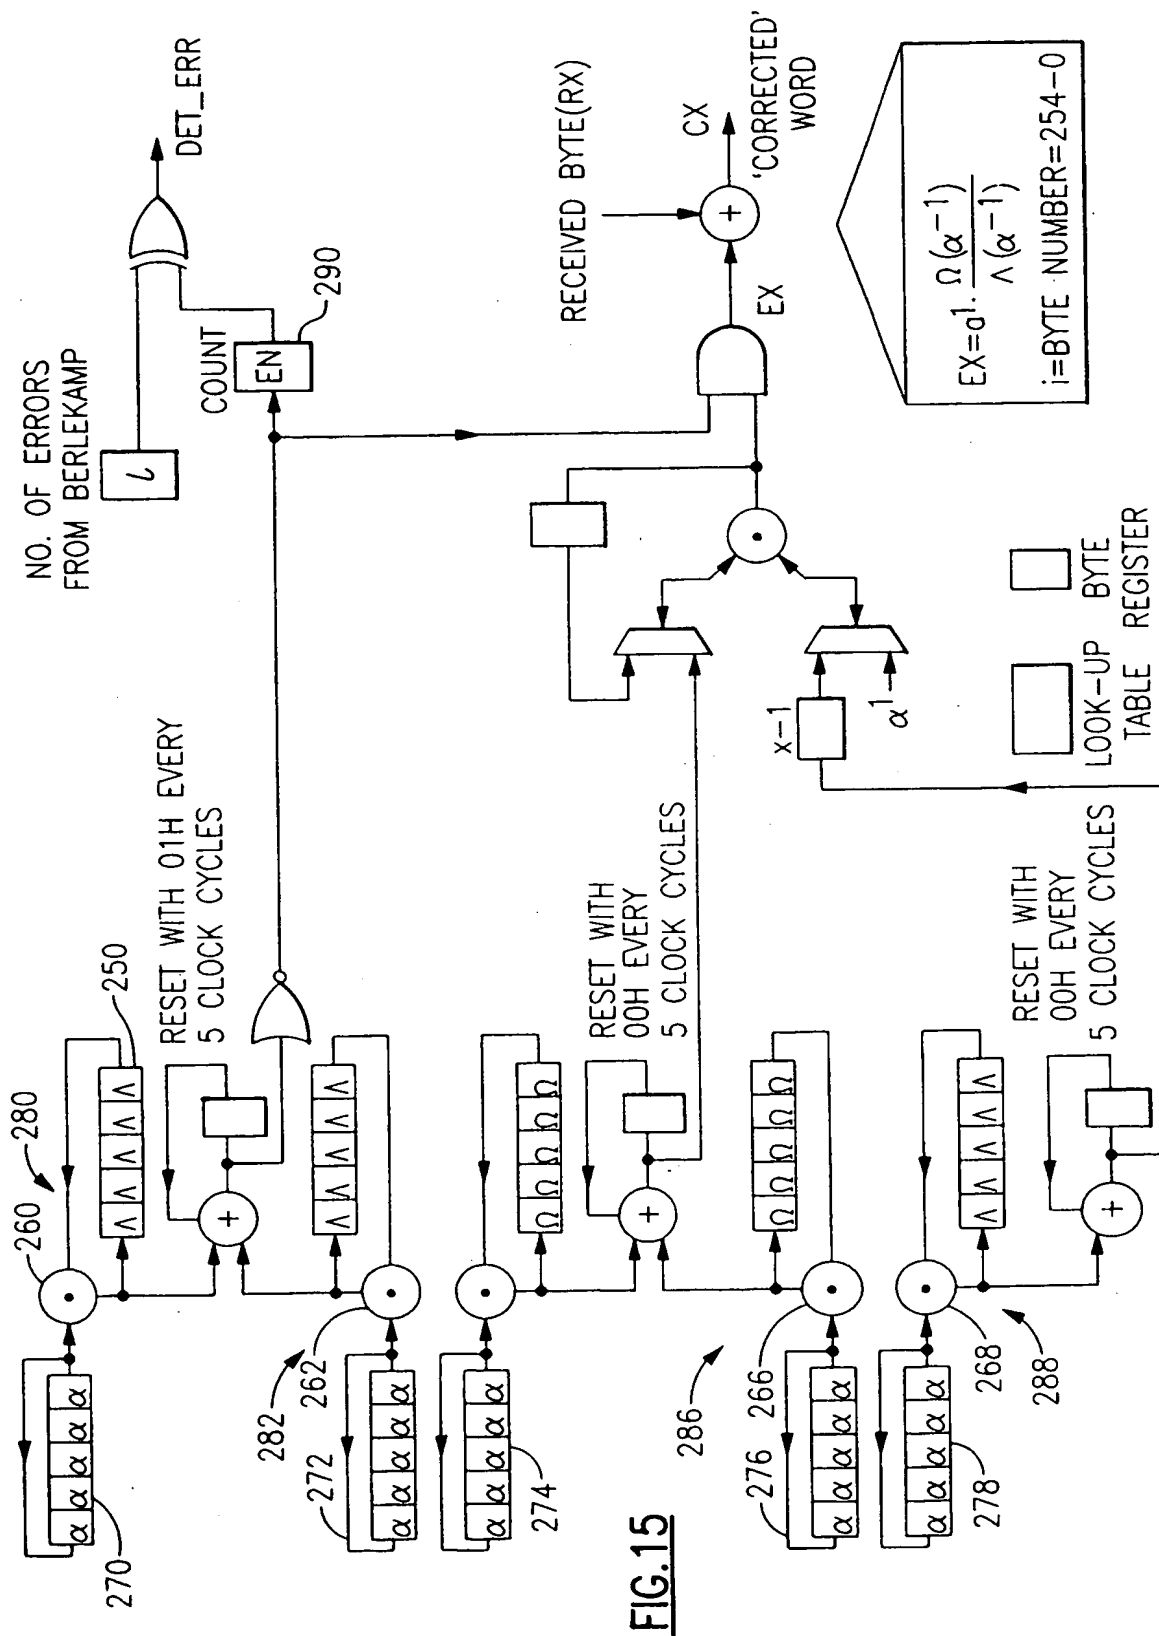 FIG.15
NO. OF ERRORS
FROM BERLEKAMP
l
DET_ERR
COUNT
EN
290
RECEIVED BYTE(RX)
EX
CX
'CORRECTED'
WORD
EX=a¹· Ω(α⁻¹)
Λ(α⁻¹)
i=BYTE NUMBER=254-0
260
280
250
Λ Λ Λ Λ Λ
RESET WITH 01H EVERY
5 CLOCK CYCLES
α α α α α
270
Λ Λ Λ Λ Λ
262
282
272
α α α α α
Ω Ω Ω Ω Ω
RESET WITH
00H EVERY
5 CLOCK CYCLES
α α α α α
274
Ω Ω Ω Ω Ω
286
266
276
α α α α α
Λ Λ Λ Λ Λ
268
288
α α α α α
278
RESET WITH
00H EVERY
5 CLOCK CYCLES
x-1
α¹
LOOK-UP
TABLE
BYTE
REGISTER